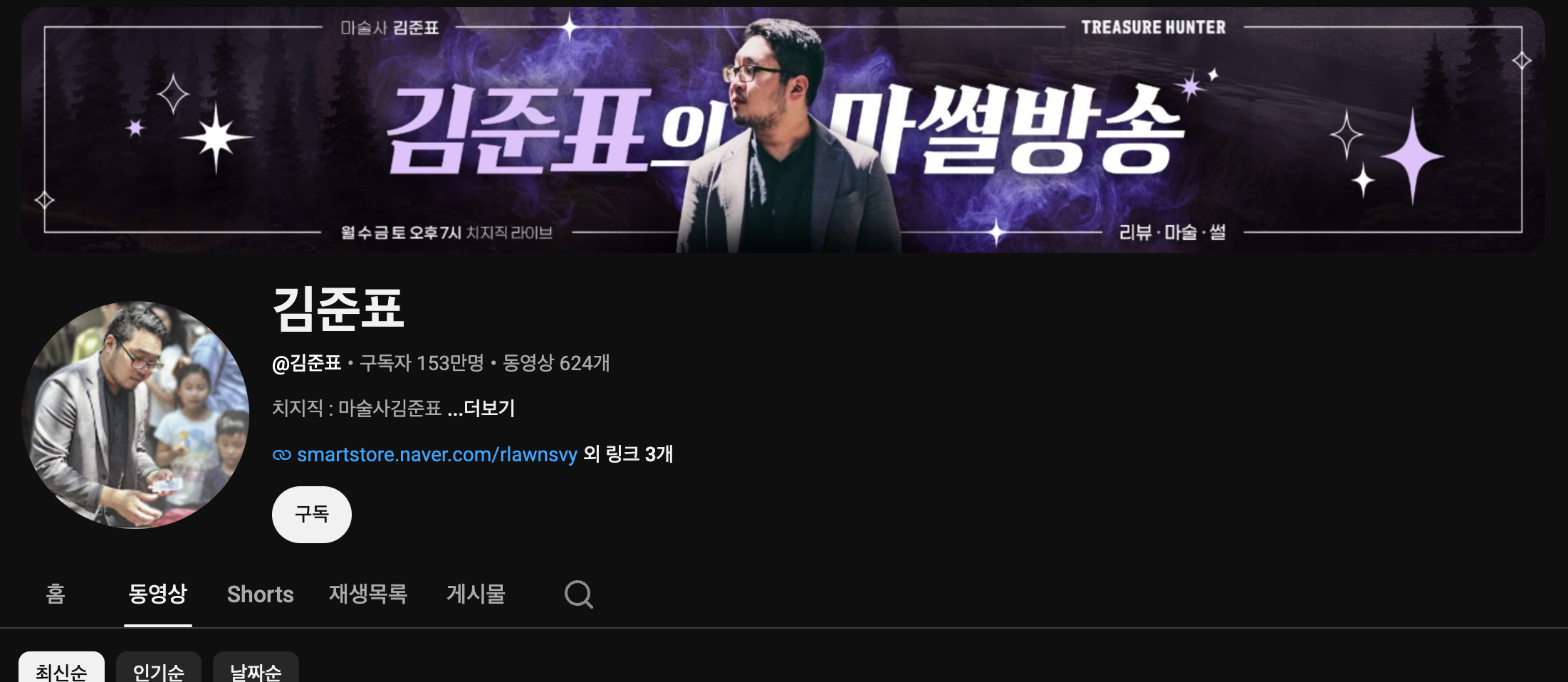 마술사 김준표
TREASURE HUNTER
김준표의 마썰방송
월 수 금 토 오후 7시 치지직 라이브
리뷰 · 마술 · 썰
김준표
@김준표 • 구독자 153만명 • 동영상 624개
치지직 : 마술사김준표 ...더보기
smartstore.naver.com/rlawnsvy 외 링크 3개
구독
홈 동영상 Shorts 재생목록 게시물
최신순 인기순 날짜순